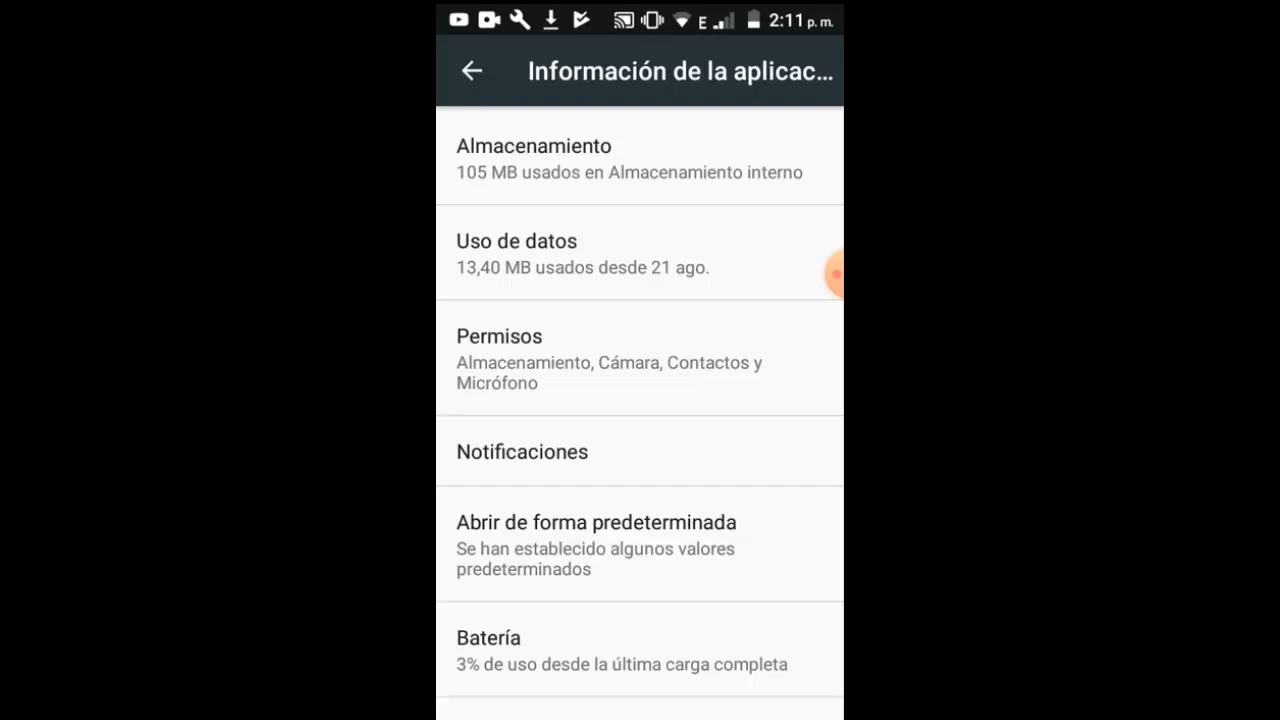 E 2:11 p. m.
Información de la aplicac...
Almacenamiento
105 MB usados en Almacenamiento interno
Uso de datos
13,40 MB usados desde 21 ago.
Permisos
Almacenamiento, Cámara, Contactos y
Micrófono
Notificaciones
Abrir de forma predeterminada
Se han establecido algunos valores
predeterminados
Batería
3% de uso desde la última carga completa